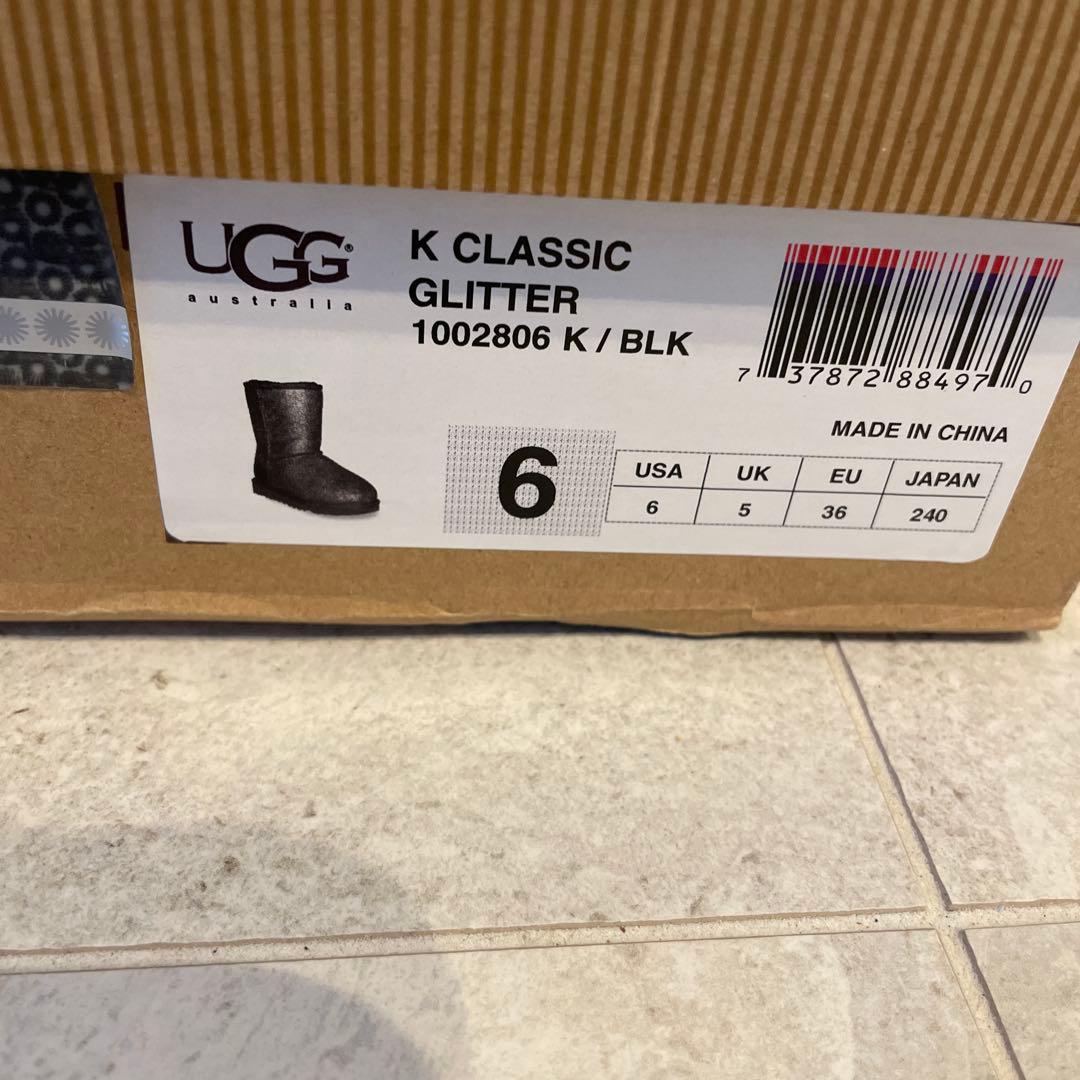 UGG®
australia
K CLASSIC
GLITTER
1002806 K / BLK
7 37872 88497 0
MADE IN CHINA
6
USA UK EU JAPAN
6 5 36 240